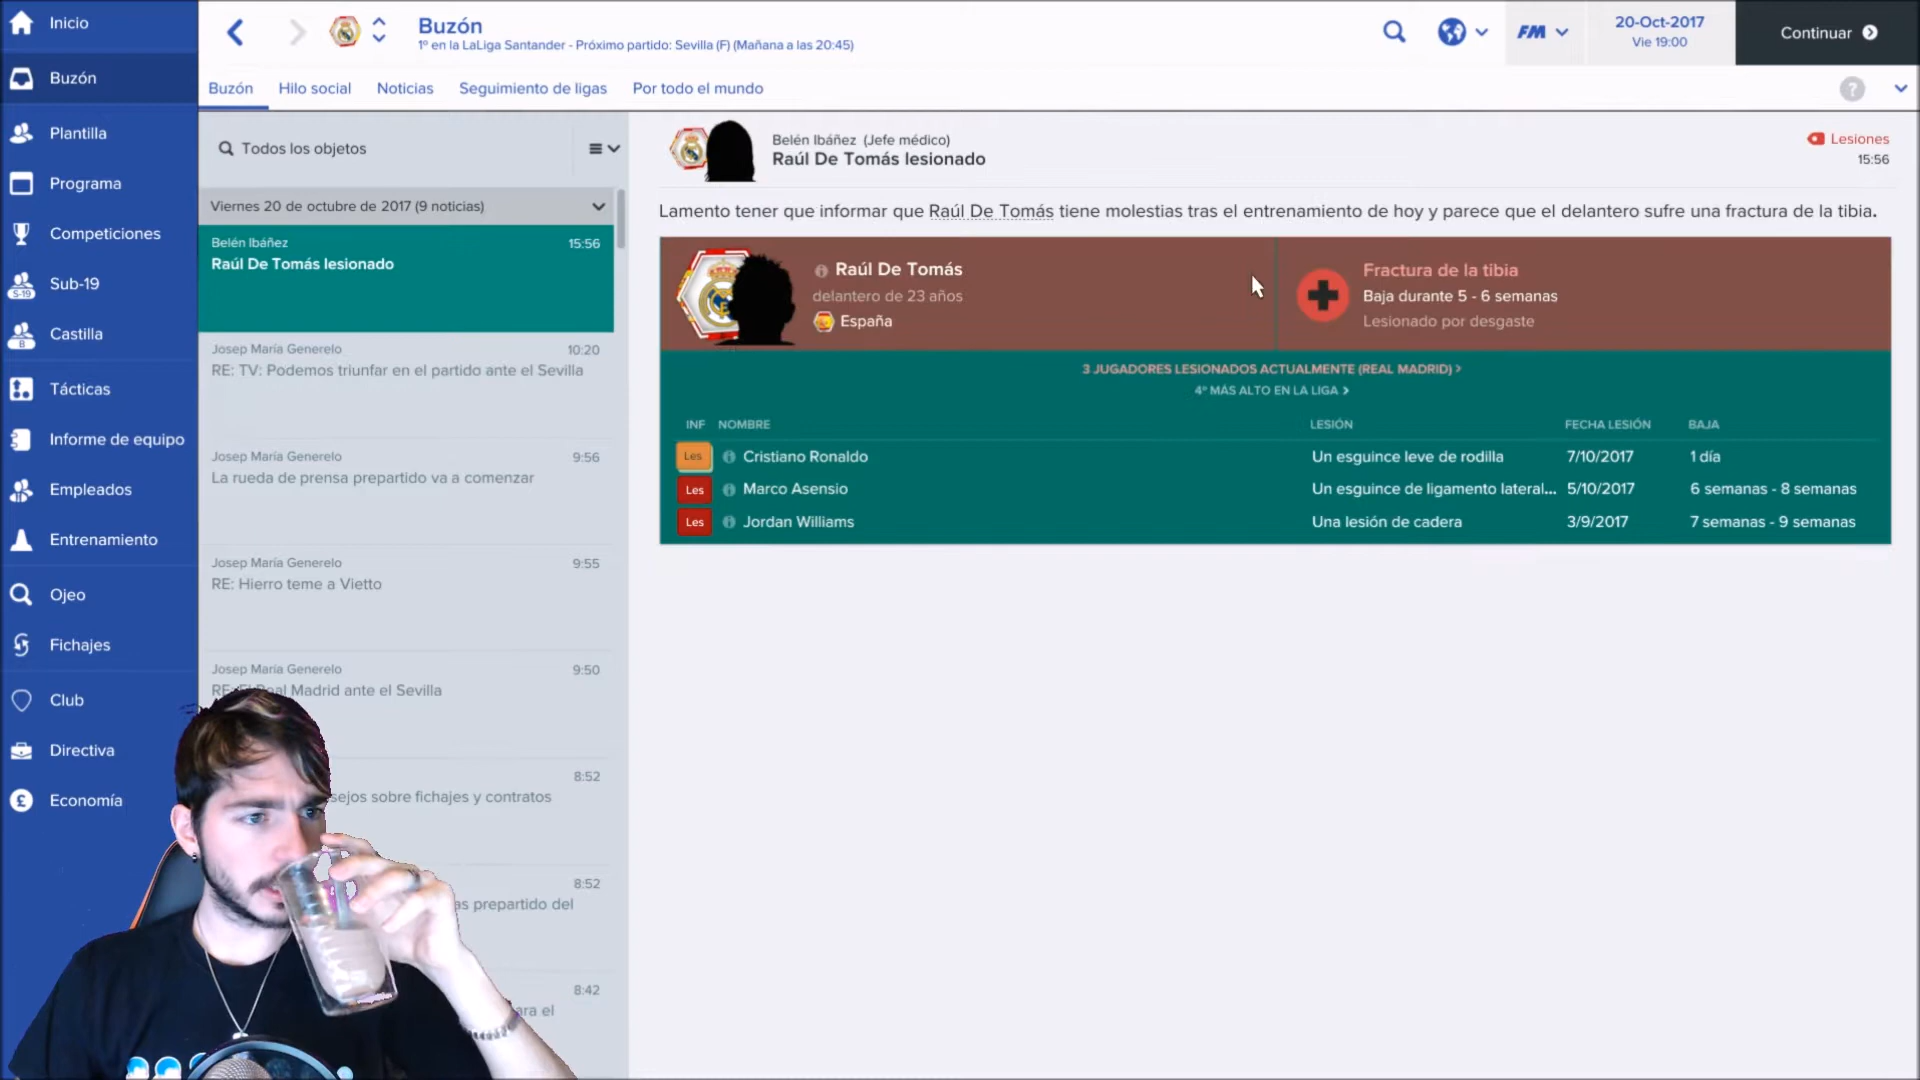 Inicio
Buzón
Plantilla
Programa
Competiciones
S-19
Sub-19
B
Castilla
Tácticas
Informe de equipo
Empleados
Entrenamiento
Ojeo
Fichajes
Club
Directiva
£
Economía
Buzón
1º en la LaLiga Santander - Próximo partido: Sevilla (F) (Mañana a las 20:45)
FM
20-Oct-2017
Vie 19:00
Continuar
Buzón
Hilo social
Noticias
Seguimiento de ligas
Por todo el mundo
?
Todos los objetos
Viernes 20 de octubre de 2017 (9 noticias)
Belén Ibáñez 15:56
Raúl De Tomás lesionado
Josep María Generelo 10:20
RE: TV: Podemos triunfar en el partido ante el Sevilla
Josep María Generelo 9:56
La rueda de prensa prepartido va a comenzar
Josep María Generelo 9:55
RE: Hierro teme a Vietto
Josep María Generelo 9:50
RE: El Real Madrid ante el Sevilla
8:52
sejos sobre fichajes y contratos
8:52
as prepartido del
8:42
ara el
Belén Ibáñez (Jefe médico)
Raúl De Tomás lesionado
Lesiones
15:56
Lamento tener que informar que Raúl De Tomás tiene molestias tras el entrenamiento de hoy y parece que el delantero sufre una fractura de la tibia.
Raúl De Tomás
delantero de 23 años
España
Fractura de la tibia
Baja durante 5 - 6 semanas
Lesionado por desgaste
3 JUGADORES LESIONADOS ACTUALMENTE (REAL MADRID) >
4º MÁS ALTO EN LA LIGA >
INF NOMBRE LESIÓN FECHA LESIÓN BAJA
Les Cristiano Ronaldo Un esguince leve de rodilla 7/10/2017 1 día
Les Marco Asensio Un esguince de ligamento lateral... 5/10/2017 6 semanas - 8 semanas
Les Jordan Williams Una lesión de cadera 3/9/2017 7 semanas - 9 semanas